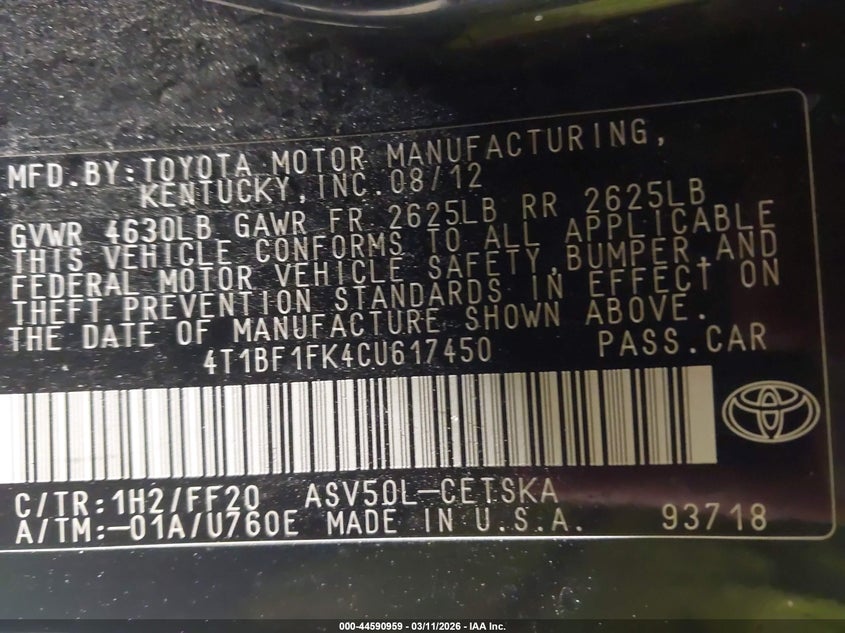 MFD.BY:TOYOTA MOTOR MANUFACTURING,
KENTUCKY,INC.08/12
GVWR 4630LB GAWR FR 2625LB RR 2625LB
THIS VEHICLE CONFORMS TO ALL APPLICABLE
FEDERAL MOTOR VEHICLE SAFETY,BUMPER,AND
THEFT PREVENTION STANDARDS IN EFFECT ON
THE DATE OF MANUFACTURE SHOWN ABOVE.
4T1BF1FK4CU617450 PASS.CAR
C/TR:1H2/FF20 ASV50L-CETSKA
A/TM:-01A/U760E MADE IN U.S.A. 93718
000-44590959 - 03/11/2026 - IAA Inc.